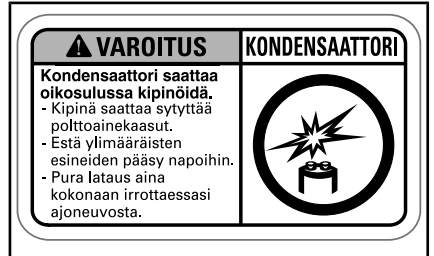 VAROITUS
KONDENSAATTORI
Kondensaattori saattaa
oikosulussa kipinöidä.
- Kipinä saattaa sytyttää
polttoainekaasut.
- Estä ylimääräisten
esineiden pääsy napoihin.
- Pura lataus aina
kokonaan irrottaessasi
ajoneuvosta.